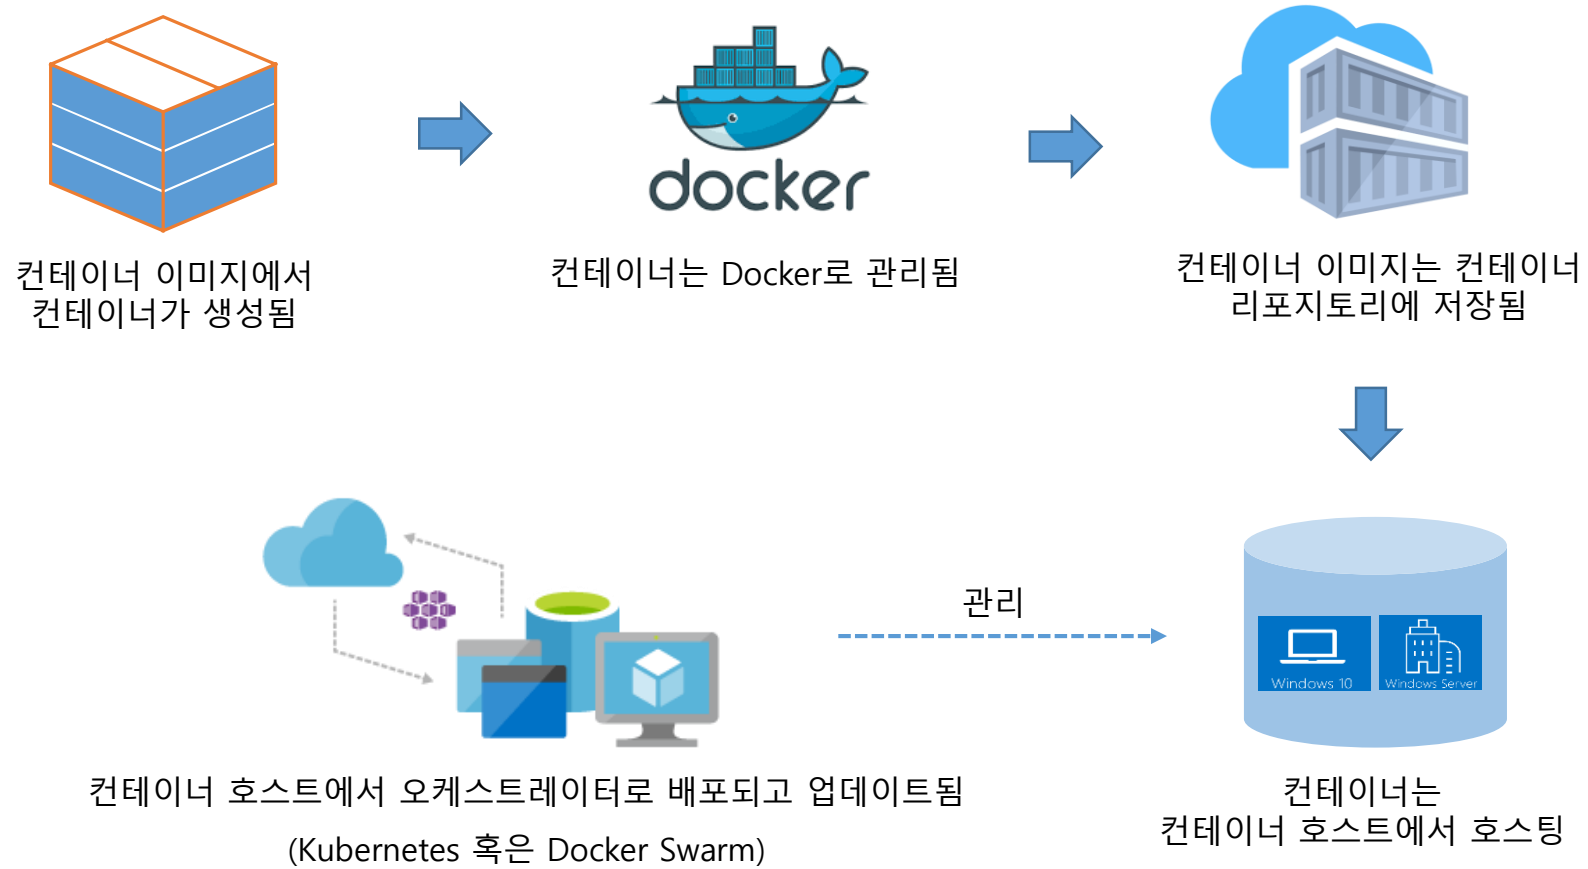 docker
컨테이너 이미지에서
컨테이너가 생성됨
컨테이너는 Docker로 관리됨
컨테이너 이미지는 컨테이너
리포지토리에 저장됨
관리
Windows 10
Windows Server
컨테이너 호스트에서 오케스트레이터로 배포되고 업데이트됨
(Kubernetes 혹은 Docker Swarm)
컨테이너는
컨테이너 호스트에서 호스팅